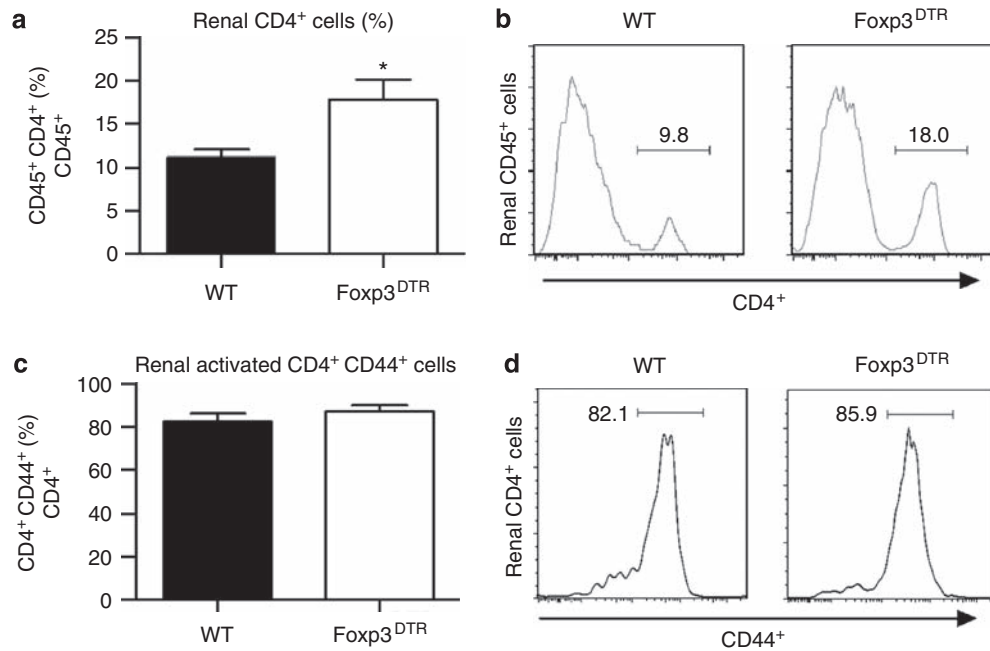 a
Renal CD4⁺ cells (%)
CD45⁺ CD4⁺ (%)
CD45⁺
25
20
15
10
5
0
*
WT
Foxp3ᴰᵀᴿ
b
WT
Foxp3ᴰᵀᴿ
Renal CD45⁺ cells
9.8
18.0
CD4⁺
c
Renal activated CD4⁺ CD44⁺ cells
CD4⁺ CD44⁺ (%)
CD4⁺
100
80
60
40
20
0
WT
Foxp3ᴰᵀᴿ
d
WT
Foxp3ᴰᵀᴿ
Renal CD4⁺ cells
82.1
85.9
CD44⁺